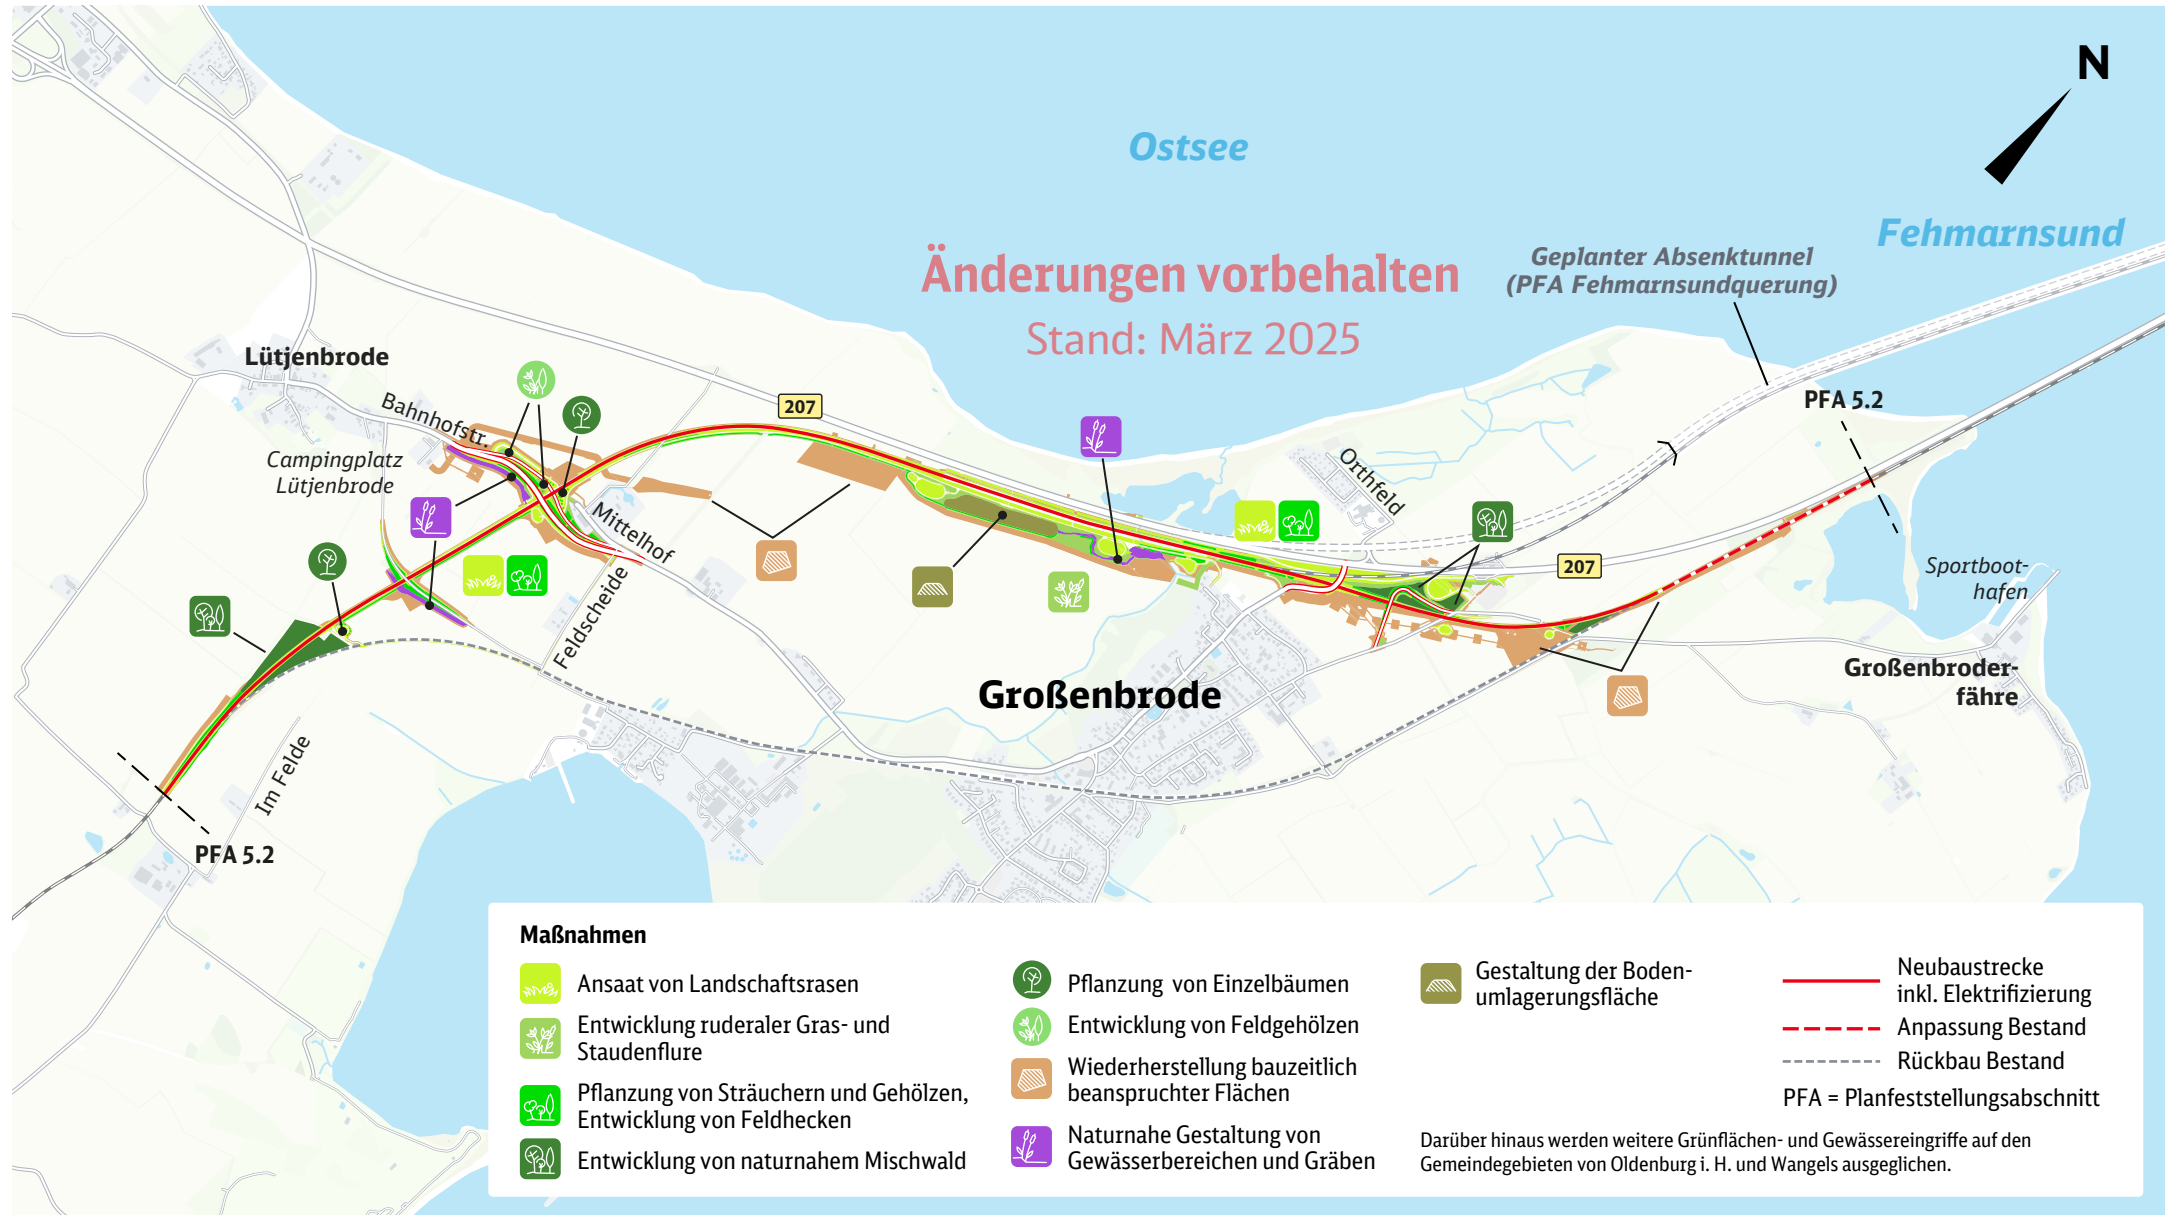 N
Ostsee
Fehmarnsund
Änderungen vorbehalten
Stand: März 2025
Geplanter Absenktunnel
(PFA Fehmarnsundquerung)
Lütjenbrode
Bahnhofstr.
207
PFA 5.2
Campingplatz
Lütjenbrode
Orthfeld
Mittelhof
207
Sportboot-
hafen
Feldscheide
Großenbrode
Großenbroder-
fähre
Im Felde
PFA 5.2
Maßnahmen
Ansaat von Landschaftsrasen
Entwicklung ruderaler Gras- und
Staudenflure
Pflanzung von Sträuchern und Gehölzen,
Entwicklung von Feldhecken
Entwicklung von naturnahem Mischwald
Pflanzung von Einzelbäumen
Entwicklung von Feldgehölzen
Wiederherstellung bauzeitlich
beanspruchter Flächen
Naturnahe Gestaltung von
Gewässerbereichen und Gräben
Gestaltung der Boden-
umlagerungsfläche
Neubaustrecke
inkl. Elektrifizierung
Anpassung Bestand
Rückbau Bestand
PFA = Planfeststellungsabschnitt
Darüber hinaus werden weitere Grünflächen- und Gewässereingriffe auf den
Gemeindegebieten von Oldenburg i. H. und Wangels ausgeglichen.